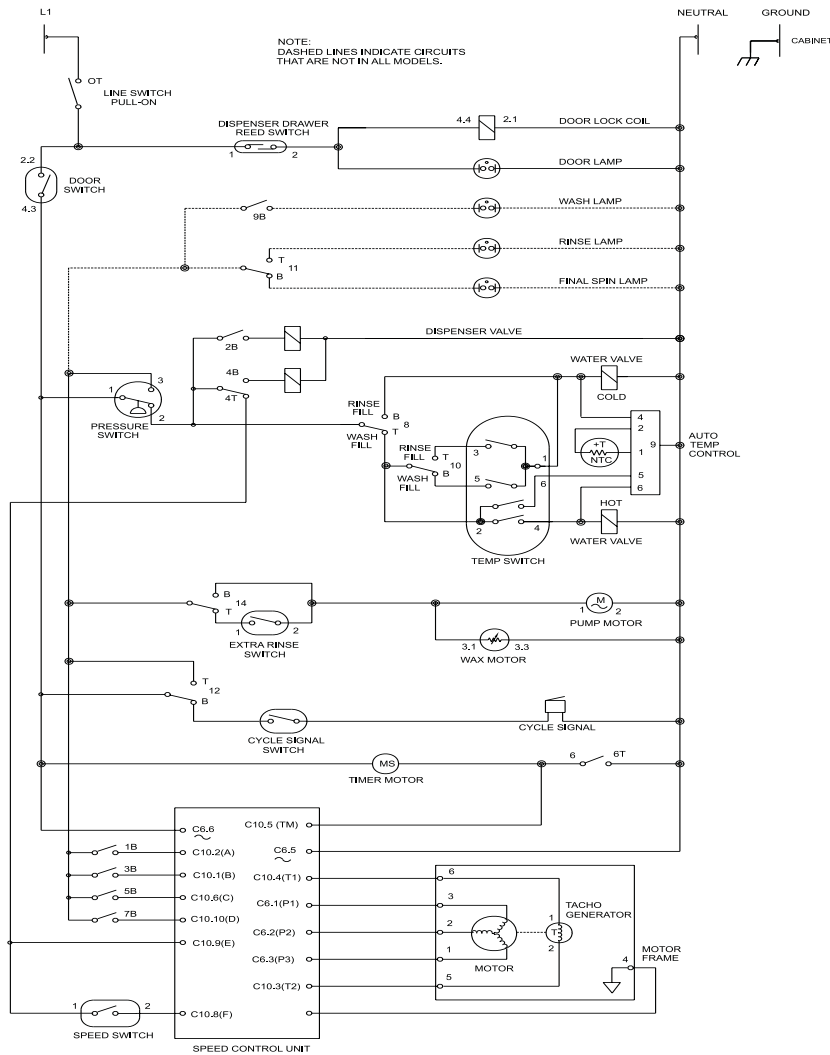 L1
NEUTRAL
GROUND
CABINET
NOTE:
DASHED LINES INDICATE CIRCUITS
THAT ARE NOT IN ALL MODELS.
OT
LINE SWITCH
PULL-ON
DISPENSER DRAWER
REED SWITCH
1
2
4.4
2.1
DOOR LOCK COIL
2.2
DOOR
SWITCH
4.3
DOOR LAMP
9B
WASH LAMP
T
11
B
RINSE LAMP
FINAL SPIN LAMP
2B
DISPENSER VALVE
4B
4T
1
3
2
PRESSURE
SWITCH
WATER VALVE
COLD
RINSE
FILL
B
8
T
WASH
FILL
RINSE
FILL
T
10
B
WASH
FILL
3
5
1
6
2
4
TEMP SWITCH
4
2
+T
NTC
1
9
5
6
AUTO
TEMP
CONTROL
HOT
WATER VALVE
B
14
T
1
2
EXTRA RINSE
SWITCH
M
1
2
PUMP MOTOR
3.1
3.3
WAX MOTOR
T
12
B
CYCLE SIGNAL
SWITCH
CYCLE SIGNAL
MS
TIMER MOTOR
6
6T
C6.6
C10.5 (TM)
C6.5
1B
C10.2(A)
3B
C10.1(B)
5B
C10.6(C)
7B
C10.10(D)
C10.9(E)
1
2
SPEED SWITCH
C10.8(F)
C10.4(T1)
C6.1(P1)
C6.2(P2)
C6.3(P3)
C10.3(T2)
SPEED CONTROL UNIT
6
3
2
1
5
MOTOR
TACHO
GENERATOR
1
T
2
MOTOR
FRAME
4